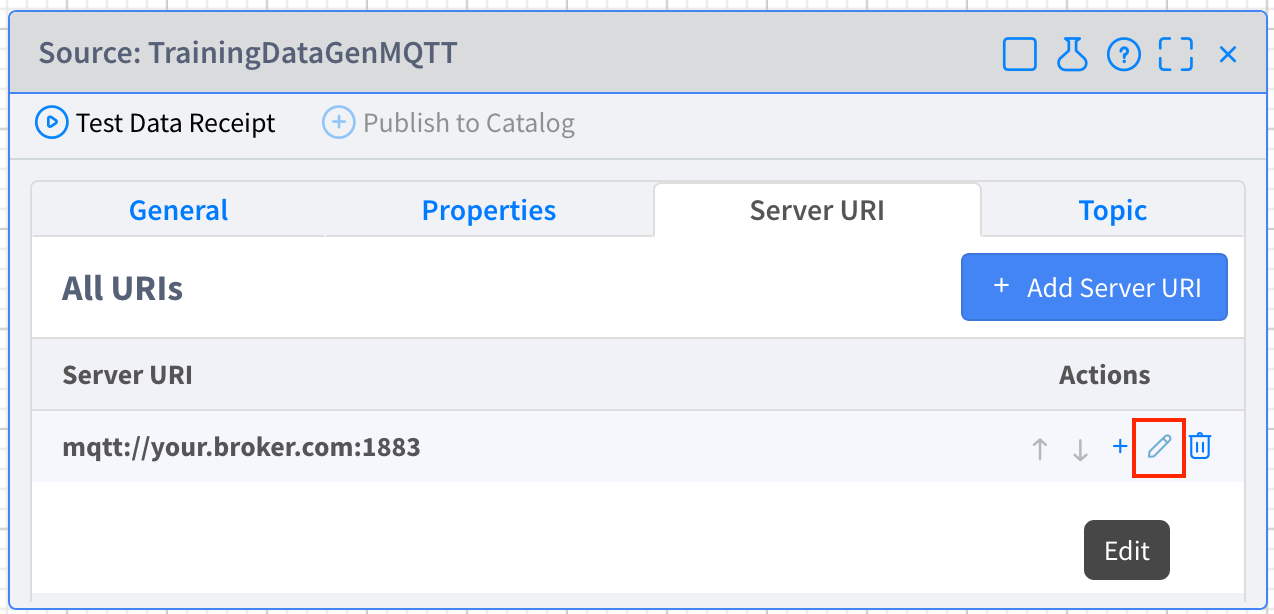 Source: TrainingDataGenMQTT
Test Data Receipt
Publish to Catalog
General
Properties
Server URI
Topic
All URIs
+ Add Server URI
Server URI
Actions
mqtt://your.broker.com:1883
Edit